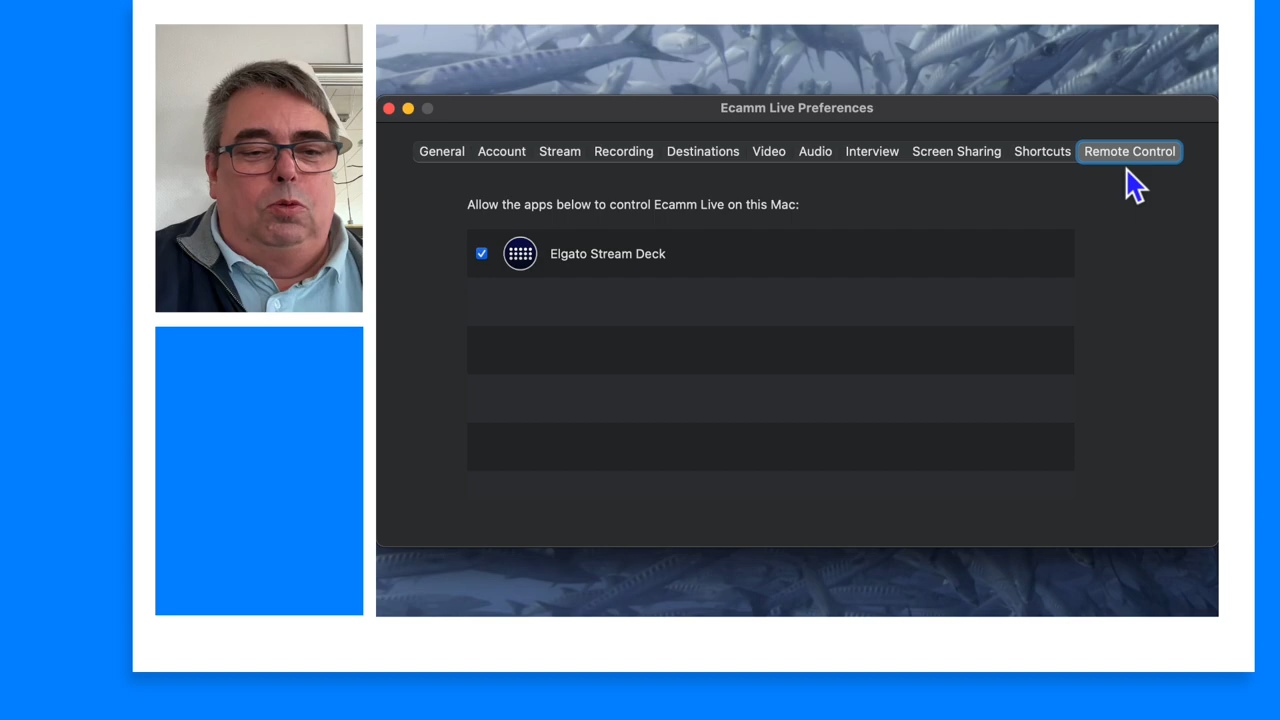 Ecamm Live Preferences
General Account Stream Recording Destinations Video Audio Interview Screen Sharing Shortcuts Remote Control
Allow the apps below to control Ecamm Live on this Mac:
Elgato Stream Deck